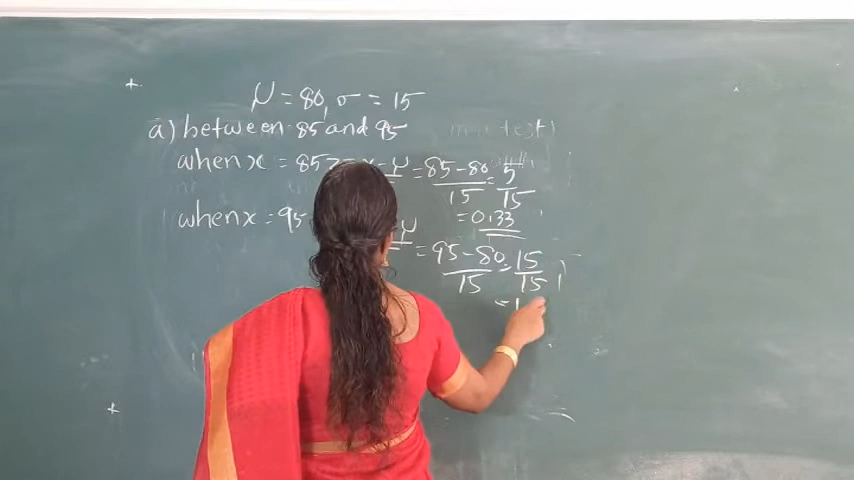 μ = 80, σ = 15
a) between 85 and 95
when x = 85 z = x - μ = 85 - 80 / 15 = 5 / 15
= 0.33
when x = 95 μ = 95 - 80 / 15 = 15 / 15
= 1